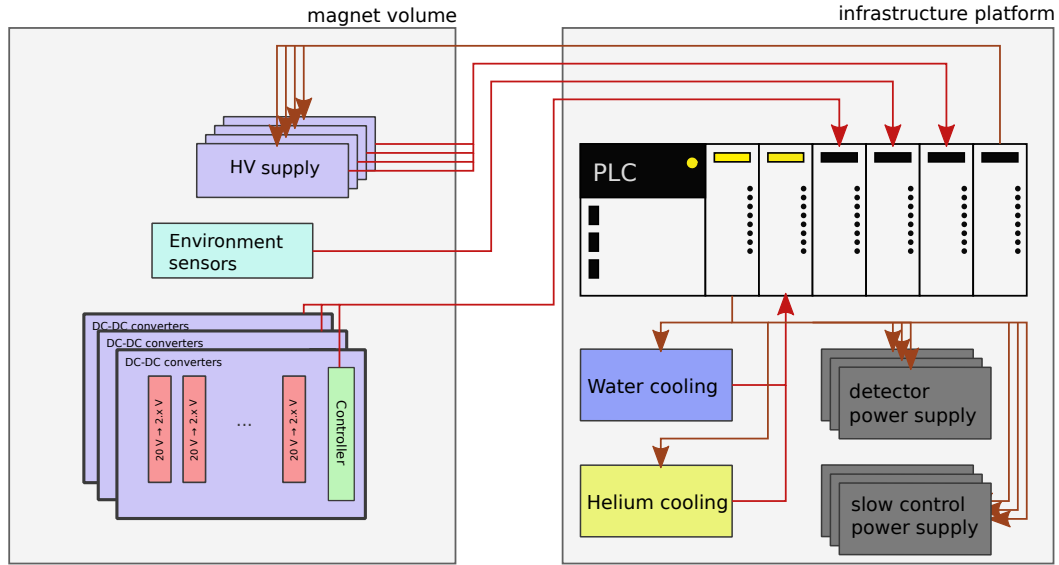 magnet volume
infrastructure platform
HV supply
PLC
Environment
sensors
DC-DC converters
DC-DC converters
DC-DC converters
20 V → 2.x V
20 V → 2.x V
...
20 V → 2.x V
Controller
Water cooling
detector
power supply
Helium cooling
slow control
power supply